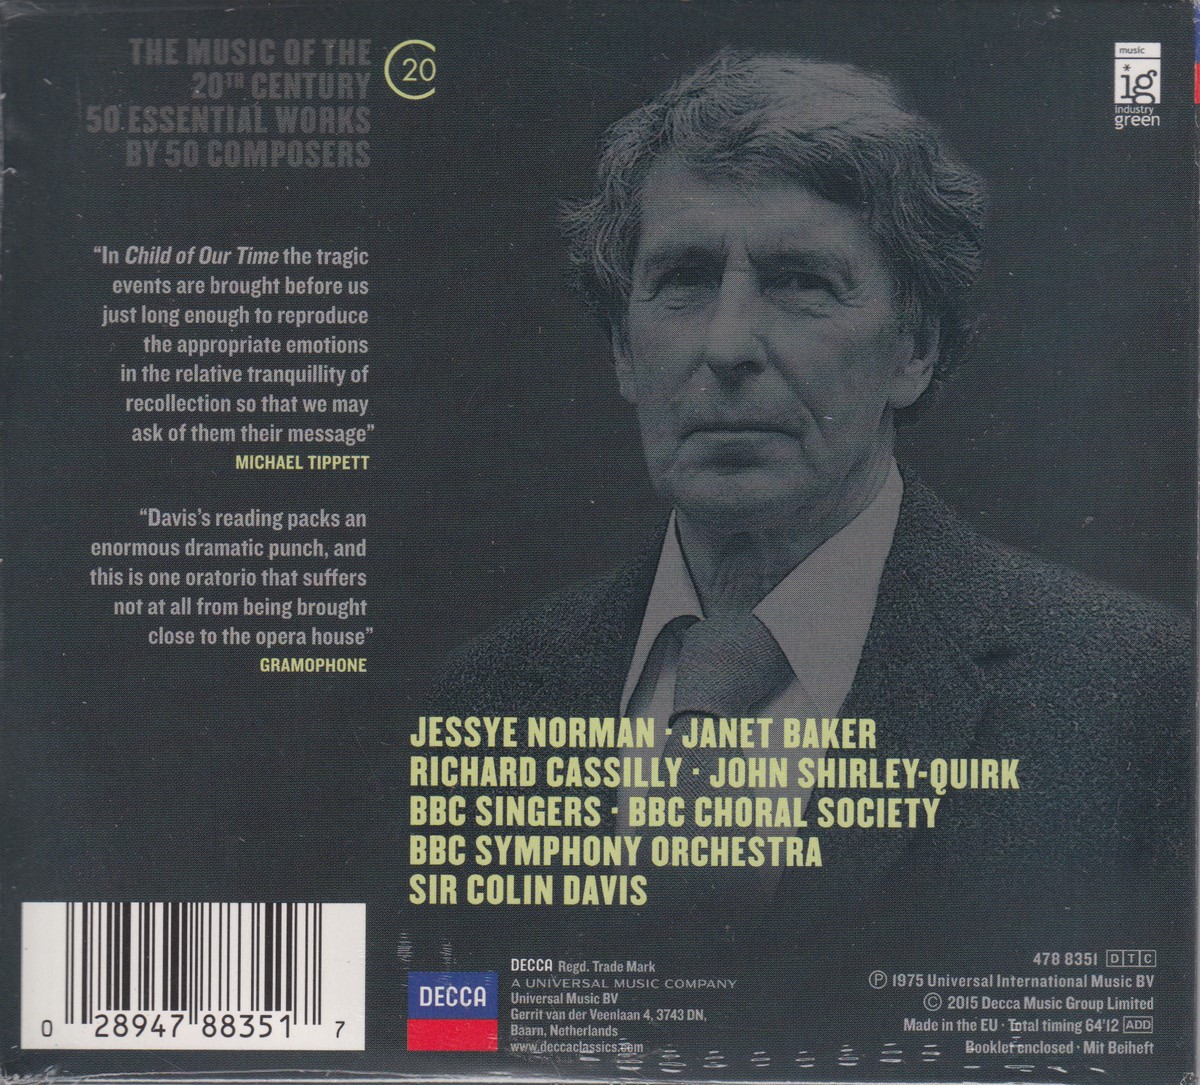 THE MUSIC OF THE
20TH CENTURY
50 ESSENTIAL WORKS
BY 50 COMPOSERS
C20
music
ig
industry
green
“In Child of Our Time the tragic
events are brought before us
just long enough to reproduce
the appropriate emotions
in the relative tranquillity of
recollection so that we may
ask of them their message”
MICHAEL TIPPETT
“Davis’s reading packs an
enormous dramatic punch, and
this is one oratorio that suffers
not at all from being brought
close to the opera house”
GRAMOPHONE
JESSYE NORMAN · JANET BAKER
RICHARD CASSILLY · JOHN SHIRLEY-QUIRK
BBC SINGERS · BBC CHORAL SOCIETY
BBC SYMPHONY ORCHESTRA
SIR COLIN DAVIS
0 28947 88351 7
DECCA
DECCA Regd. Trade Mark
A UNIVERSAL MUSIC COMPANY
Universal Music BV
Gerrit van der Veenlaan 4, 3743 DN,
Baarn, Netherlands
www.deccaclassics.com
478 8351 DTC
Ⓟ 1975 Universal International Music BV
© 2015 Decca Music Group Limited
Made in the EU · Total timing 64'12 ADD
Booklet enclosed · Mit Beiheft